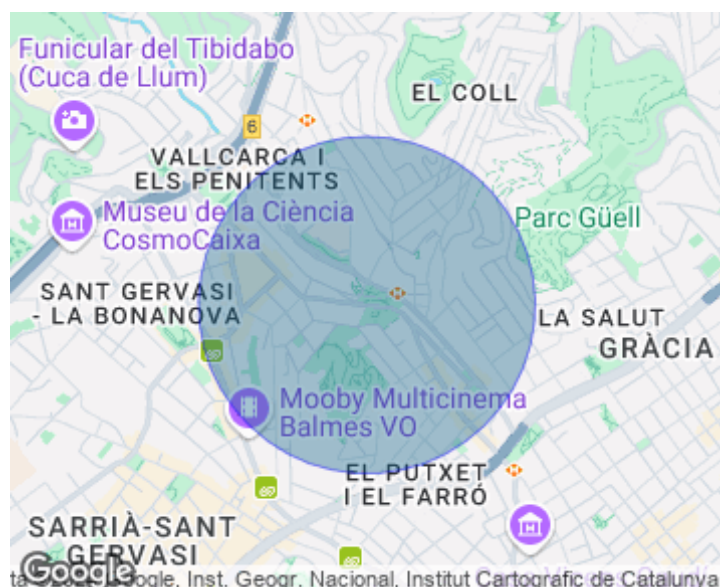 Funicular del Tibidabo
(Cuca de Llum)
EL COLL
6
VALLCARCA I
ELS PENITENTS
Museu de la Ciència
CosmoCaixa
Parc Güell
SANT GERVASI
- LA BONANOVA
LA SALUT
GRÀCIA
Mooby Multicinema
Balmes VO
EL PUTXET
I EL FARRÓ
SARRIÀ-SANT
GERVASI
Google
Google, Inst. Geogr. Nacional, Institut Cartogràfic de Catalunya